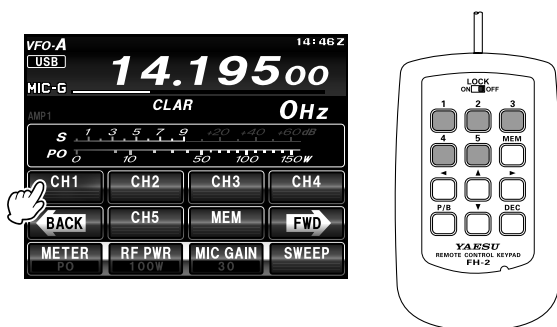 VFO-A 14:46Z
USB
14.19500
MIC-G
CLAR 0Hz
AMP1
S 1 3 5 7 9 +20 +40 +60dB
PO 0 10 50 100 150W
CH1 CH2 CH3 CH4
BACK CH5 MEM FWD
METER RF PWR MIC GAIN SWEEP
PO 100W 30
LOCK
ON OFF
1 2 3
4 5 MEM
P/B DEC
YAESU
REMOTE CONTROL KEYPAD
FH-2